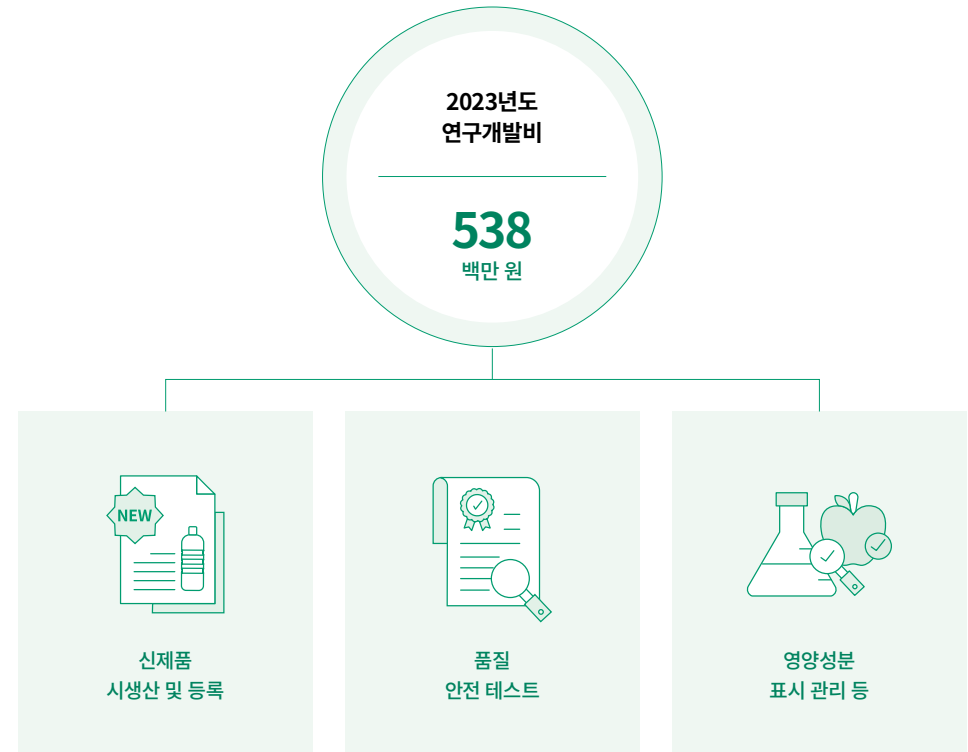 2023년도
연구개발비
538
백만 원
NEW
신제품
시생산 및 등록
품질
안전 테스트
영양성분
표시 관리 등